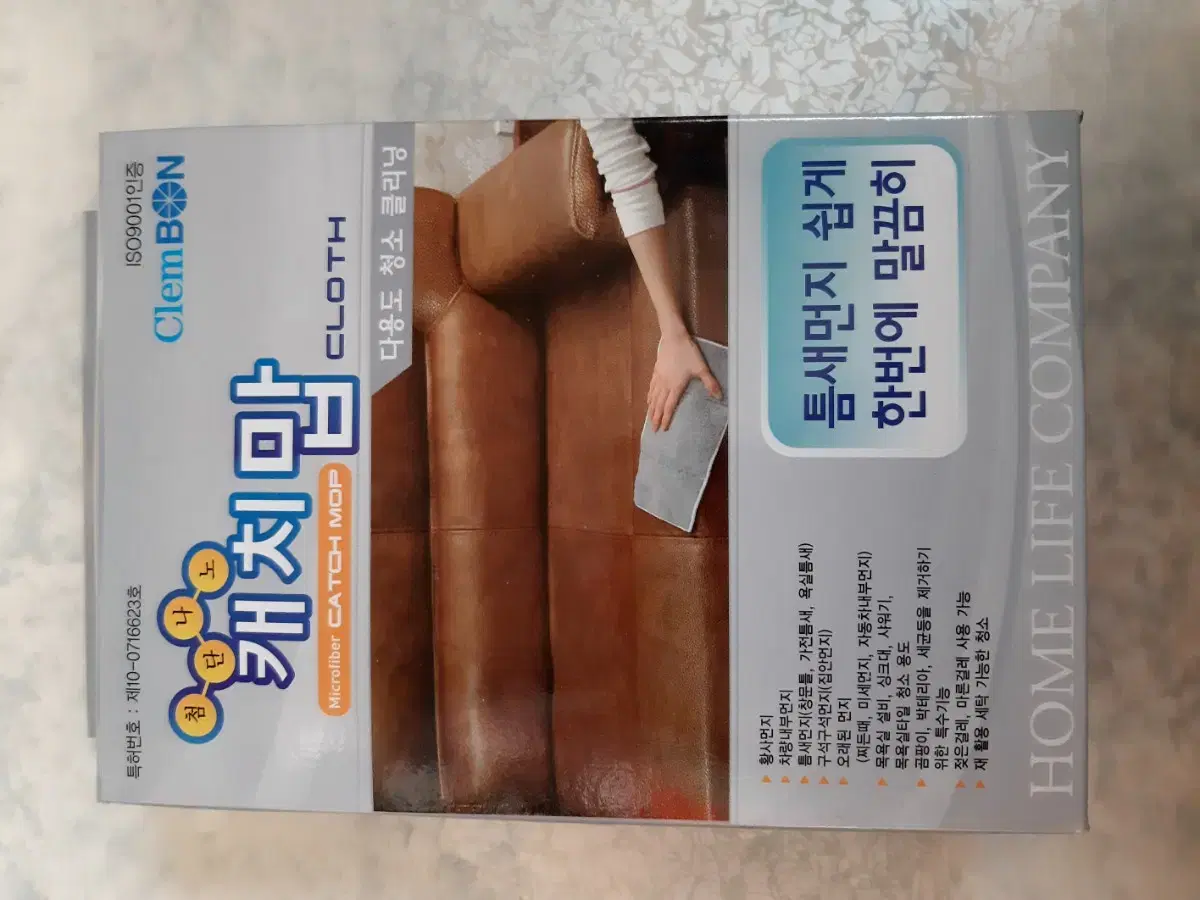 특허번호 : 제10-0716623호
ISO9001인증
ClemBON
첨단나노
캐치맘
Microfiber CATCH MOP
CLOTH
다용도 청소 클리닝
틈새먼지 쉽게
한번에 말끔히
황사먼지
차량내부먼지
틈새먼지(창문틀, 가전틈새, 욕실틈새)
구석구석먼지(집안먼지)
오래된 먼지
(찌든때, 미세먼지, 자동차내부먼지)
목욕실 설비, 싱크대, 샤워기,
목욕실타일 청소 용도
곰팡이, 박테리아, 세균등을 제거하기
위한 특수기능
젖은걸레, 마른걸레 사용 가능
재 활용 세탁 가능한 청소
HOME LIFE COMPANY